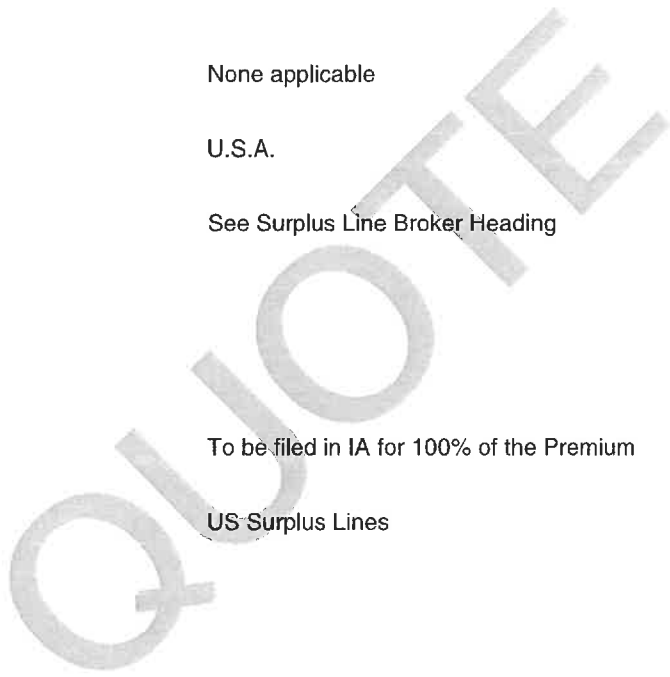 None applicable
U.S.A.
See Surplus Line Broker Heading
To be filed in IA for 100% of the Premium
US Surplus Lines
QUOTE